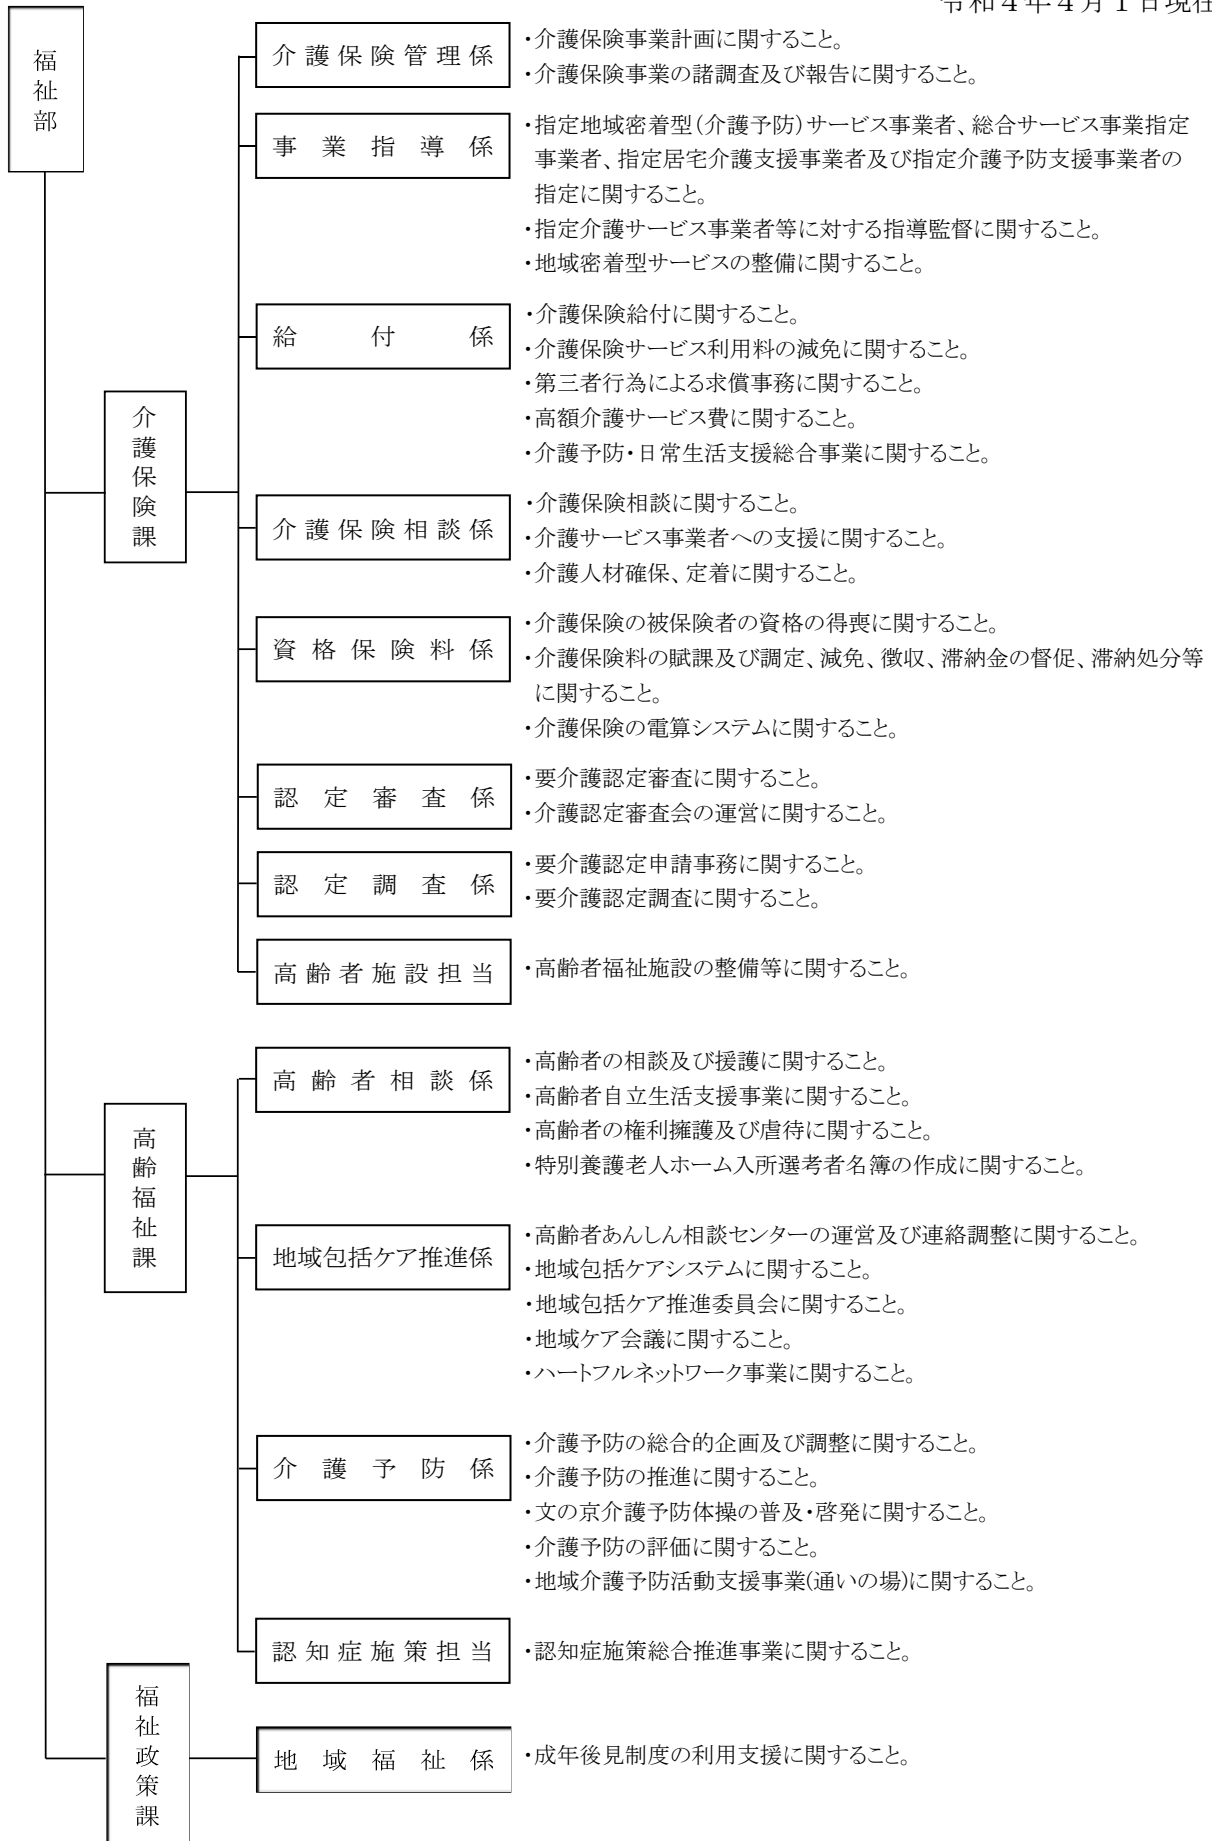 令和４年４月１日現在
福祉部
介護保険課
介護保険管理係
・介護保険事業計画に関すること。
・介護保険事業の諸調査及び報告に関すること。
事業指導係
・指定地域密着型(介護予防)サービス事業者、総合サービス事業指定
事業者、指定居宅介護支援事業者及び指定介護予防支援事業者の
指定に関すること。
・指定介護サービス事業者等に対する指導監督に関すること。
・地域密着型サービスの整備に関すること。
給付係
・介護保険給付に関すること。
・介護保険サービス利用料の減免に関すること。
・第三者行為による求償事務に関すること。
・高額介護サービス費に関すること。
・介護予防・日常生活支援総合事業に関すること。
介護保険相談係
・介護保険相談に関すること。
・介護サービス事業者への支援に関すること。
・介護人材確保、定着に関すること。
資格保険料係
・介護保険の被保険者の資格の得喪に関すること。
・介護保険料の賦課及び調定、減免、徴収、滞納金の督促、滞納処分等
に関すること。
・介護保険の電算システムに関すること。
認定審査係
・要介護認定審査に関すること。
・介護認定審査会の運営に関すること。
認定調査係
・要介護認定申請事務に関すること。
・要介護認定調査に関すること。
高齢者施設担当
・高齢者福祉施設の整備等に関すること。
高齢福祉課
高齢者相談係
・高齢者の相談及び援護に関すること。
・高齢者自立生活支援事業に関すること。
・高齢者の権利擁護及び虐待に関すること。
・特別養護老人ホーム入所選考者名簿の作成に関すること。
地域包括ケア推進係
・高齢者あんしん相談センターの運営及び連絡調整に関すること。
・地域包括ケアシステムに関すること。
・地域包括ケア推進委員会に関すること。
・地域ケア会議に関すること。
・ハートフルネットワーク事業に関すること。
介護予防係
・介護予防の総合的企画及び調整に関すること。
・介護予防の推進に関すること。
・文の京介護予防体操の普及・啓発に関すること。
・介護予防の評価に関すること。
・地域介護予防活動支援事業(通いの場)に関すること。
認知症施策担当
・認知症施策総合推進事業に関すること。
福祉政策課
地域福祉係
・成年後見制度の利用支援に関すること。